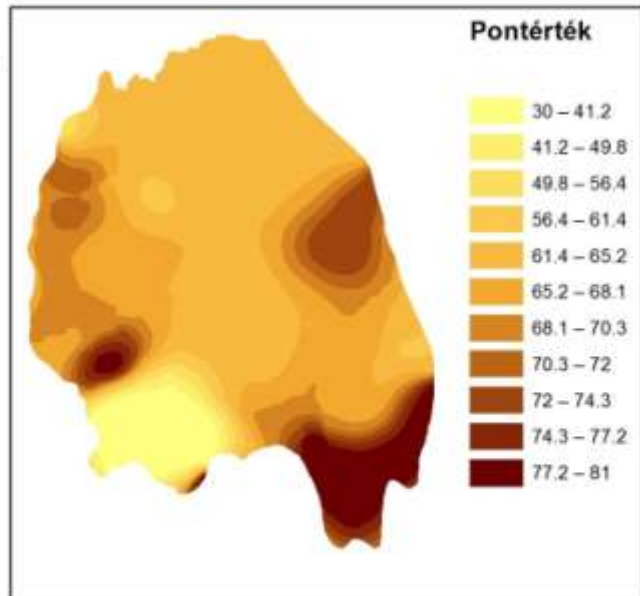 Pontérték
30 – 41.2
41.2 – 49.8
49.8 – 56.4
56.4 – 61.4
61.4 – 65.2
65.2 – 68.1
68.1 – 70.3
70.3 – 72
72 – 74.3
74.3 – 77.2
77.2 – 81